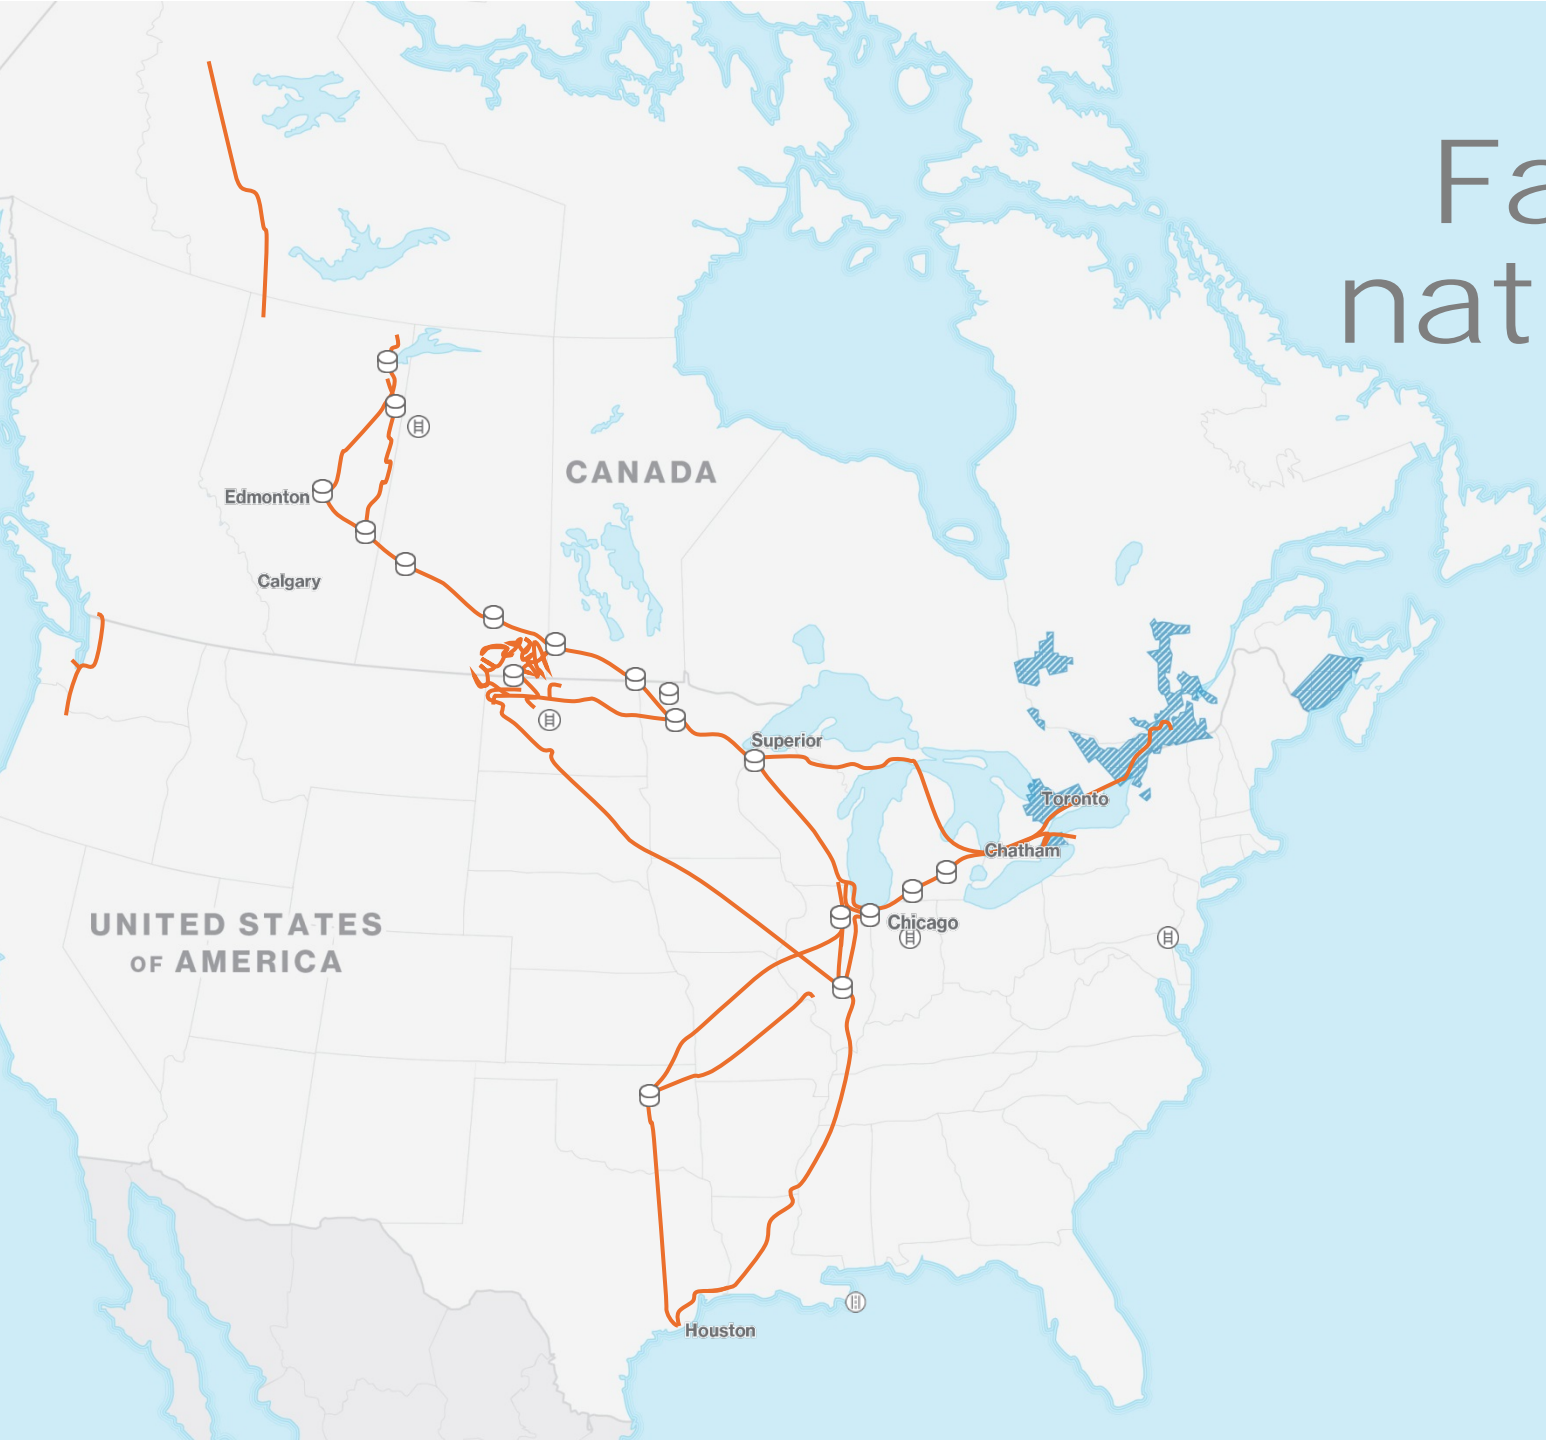 Fa
nat
CANADA
Edmonton
Calgary
Superior
Toronto
Chatham
Chicago
UNITED STATES
OF AMERICA
Houston